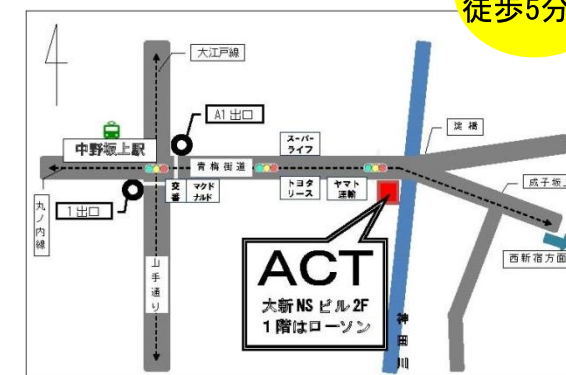 徒歩5分
大江戸線
A1 出口
中野坂上駅
スーパー
ライフ
淀橋
青梅街道
丸ノ内線
1出口
交番
マクド
ナルド
トヨタ
リース
ヤマト
運輸
成子坂
山手通り
ACT
大新 NS ビル 2F
1 階はローソン
西新宿方面
神田川